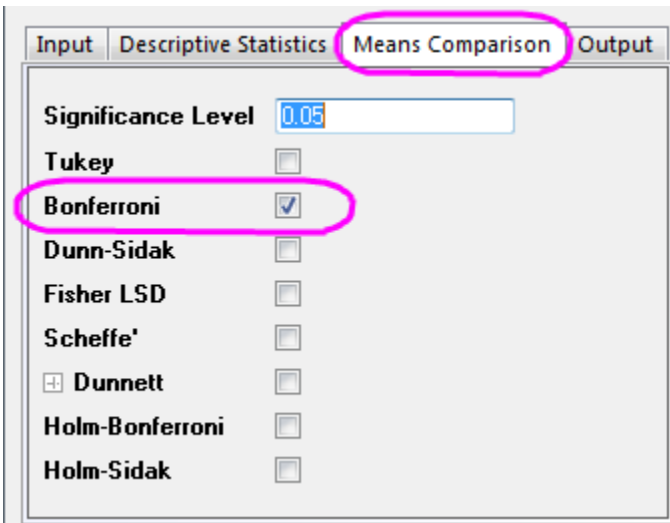 Input Descriptive Statistics Means Comparison Output
Significance Level 0.05
Tukey
Bonferroni
Dunn-Sidak
Fisher LSD
Scheffe'
Dunnett
Holm-Bonferroni
Holm-Sidak